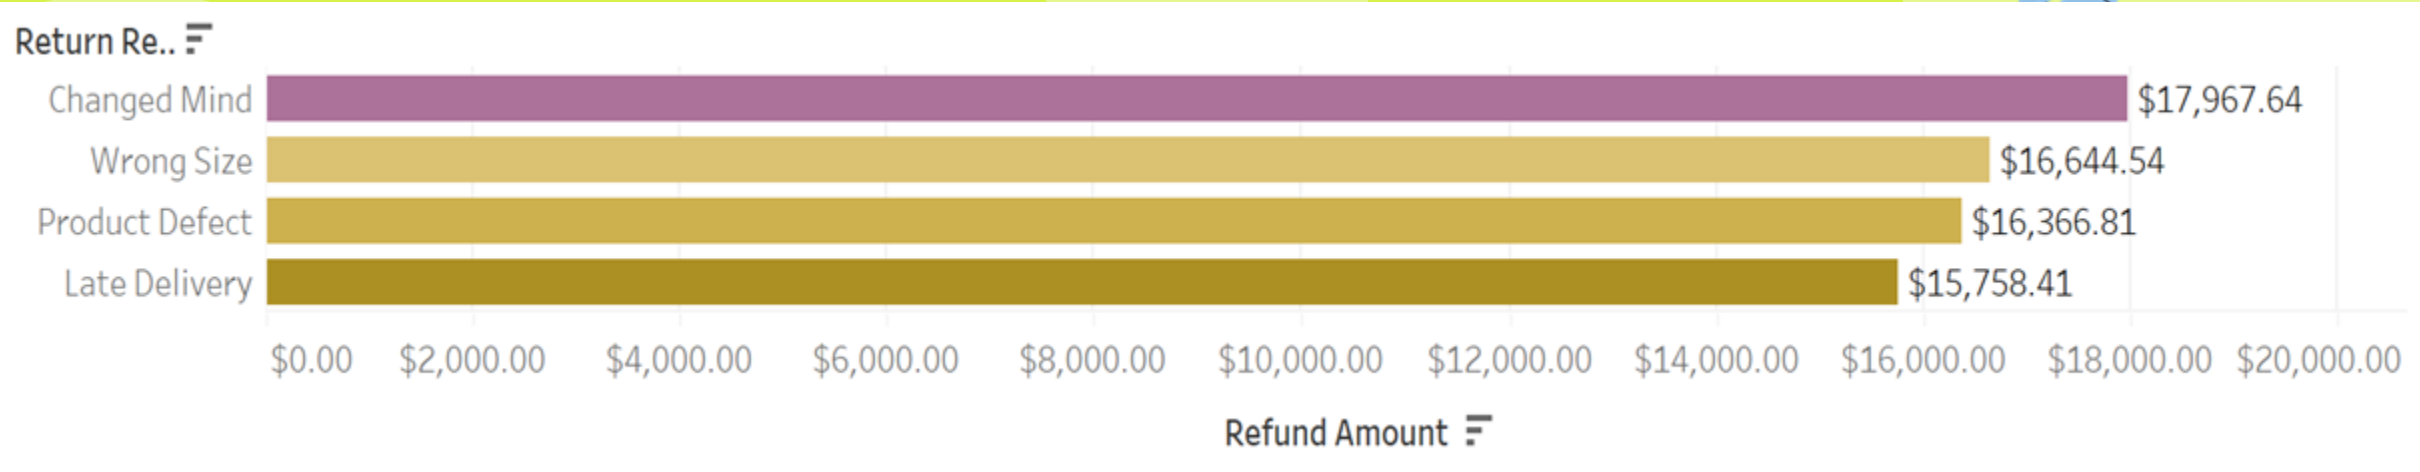 Return Re..
Changed Mind $17,967.64
Wrong Size $16,644.54
Product Defect $16,366.81
Late Delivery $15,758.41
$0.00 $2,000.00 $4,000.00 $6,000.00 $8,000.00 $10,000.00 $12,000.00 $14,000.00 $16,000.00 $18,000.00 $20,000.00
Refund Amount